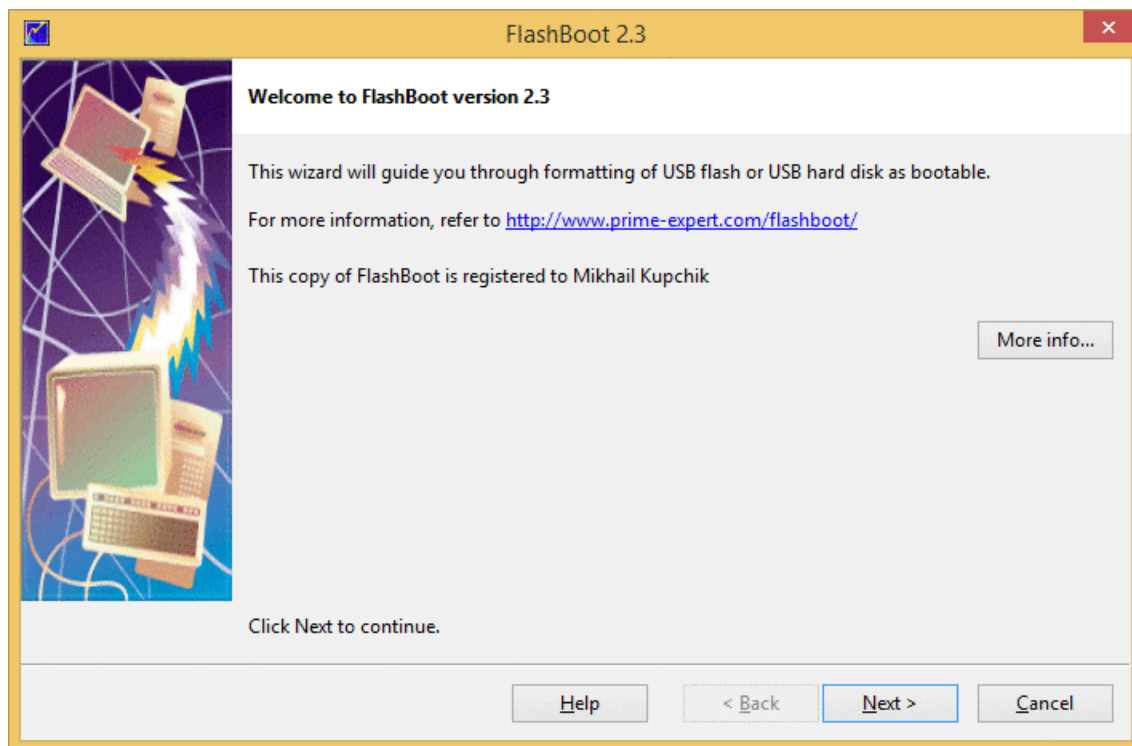 FlashBoot 2.3
Welcome to FlashBoot version 2.3
This wizard will guide you through formatting of USB flash or USB hard disk as bootable.
For more information, refer to http://www.prime-expert.com/flashboot/
This copy of FlashBoot is registered to Mikhail Kupchik
More info...
Click Next to continue.
Help
< Back
Next >
Cancel